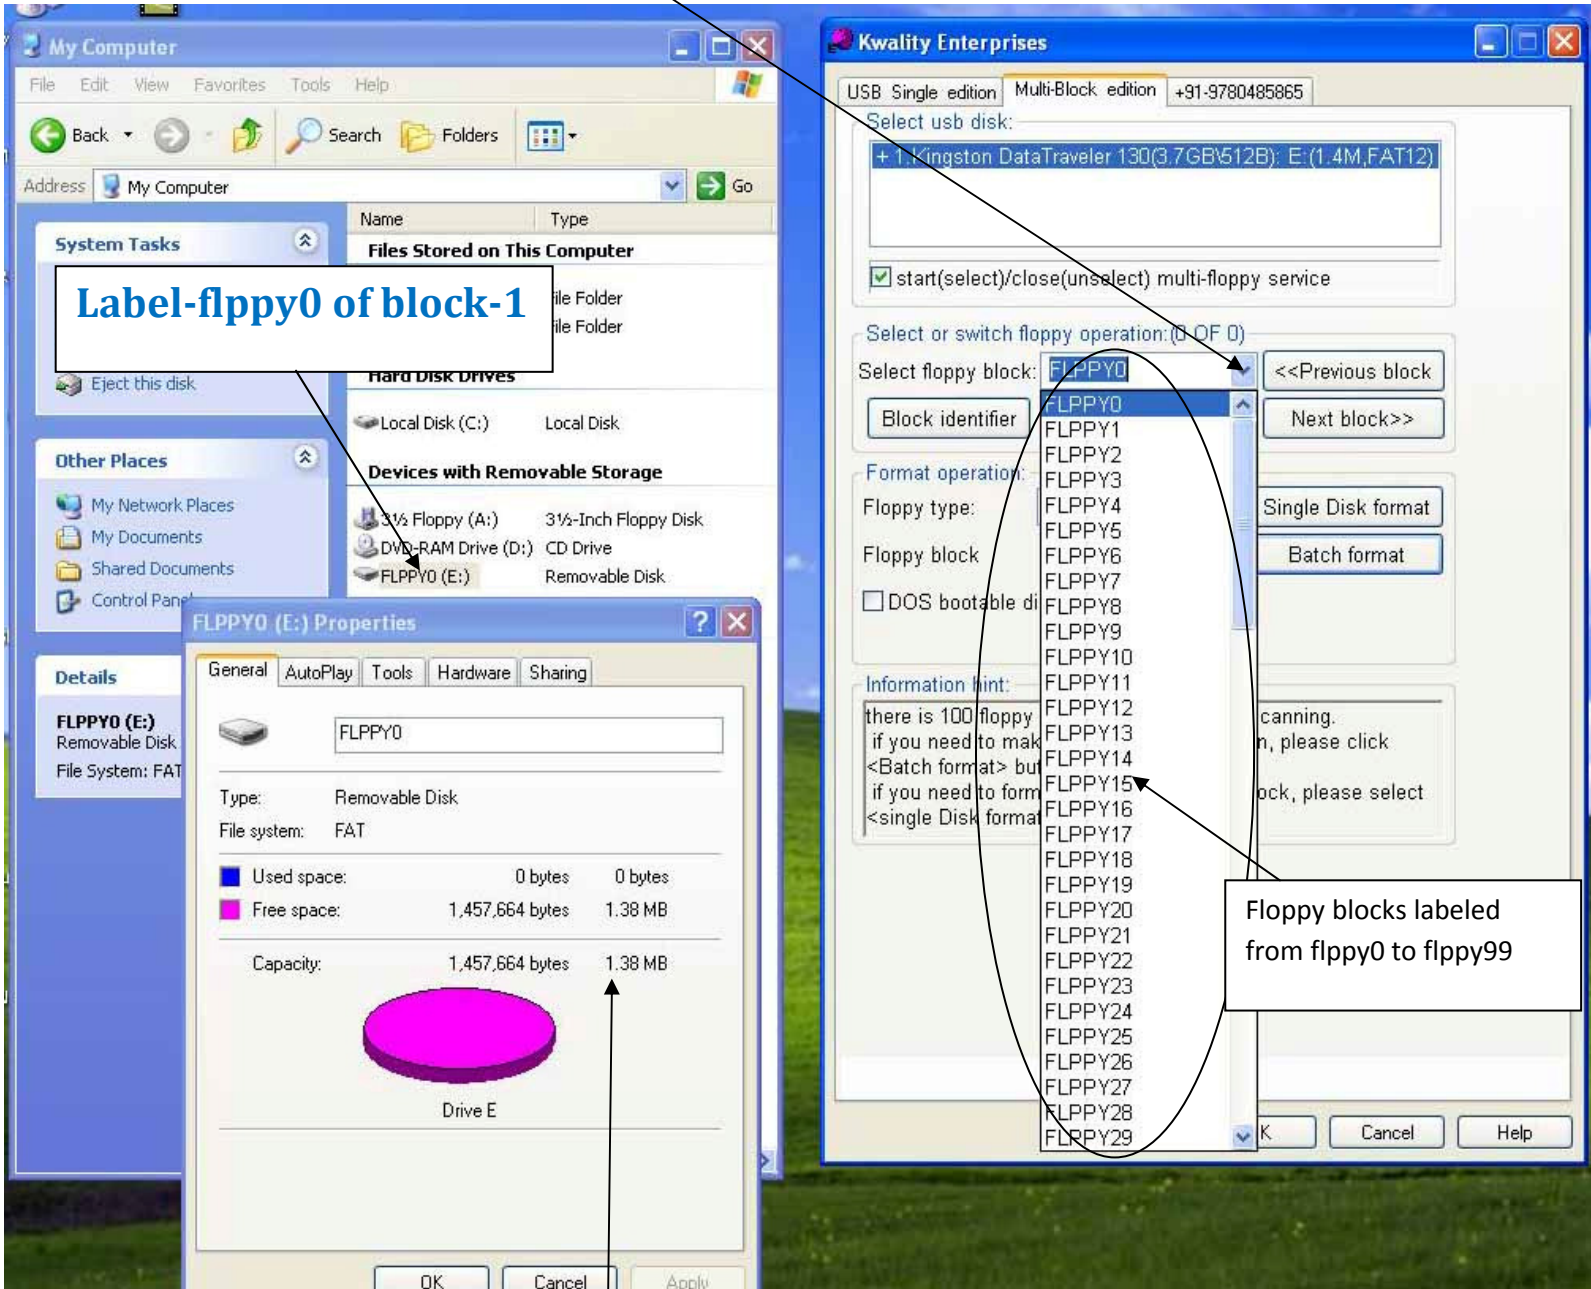 My Computer
File Edit View Favorites Tools Help
Back Search Folders
Address My Computer Go
Name Type
System Tasks
Files Stored on This Computer
Label-flppy0 of block-1
File Folder
File Folder
Hard Disk Drives
Eject this disk
Local Disk (C:) Local Disk
Other Places
Devices with Removable Storage
My Network Places
My Documents
Shared Documents
Control Panel
3½ Floppy (A:) 3½-Inch Floppy Disk
DVD-RAM Drive (D:) CD Drive
FLPPY0 (E:) Removable Disk
Details
FLPPY0 (E:)
Removable Disk
File System: FAT
FLPPY0 (E:) Properties
General AutoPlay Tools Hardware Sharing
FLPPY0
Type: Removable Disk
File system: FAT
Used space: 0 bytes 0 bytes
Free space: 1,457,664 bytes 1.38 MB
Capacity: 1,457,664 bytes 1.38 MB
Drive E
OK Cancel Apply
Kwality Enterprises
USB Single edition Multi-Block edition +91-9780485865
Select usb disk:
+ 1.Kingston DataTraveler 130(3.7GB\512B): E:(1.4M,FAT12)
start(select)/close(unselect) multi-floppy service
Select or switch floppy operation:(0 OF 0)
Select floppy block: FLPPY0 <<Previous block
Block identifier Next block>>
Format operation:
Floppy type: Single Disk format
Floppy block Batch format
DOS bootable di
Information hint:
there is 100 floppy canning.
if you need to mak n, please click
<Batch format> but
if you need to form ock, please select
<single Disk format
FLPPY0
FLPPY1
FLPPY2
FLPPY3
FLPPY4
FLPPY5
FLPPY6
FLPPY7
FLPPY8
FLPPY9
FLPPY10
FLPPY11
FLPPY12
FLPPY13
FLPPY14
FLPPY15
FLPPY16
FLPPY17
FLPPY18
FLPPY19
FLPPY20
FLPPY21
FLPPY22
FLPPY23
FLPPY24
FLPPY25
FLPPY26
FLPPY27
FLPPY28
FLPPY29
Floppy blocks labeled
from flppy0 to flppy99
K Cancel Help